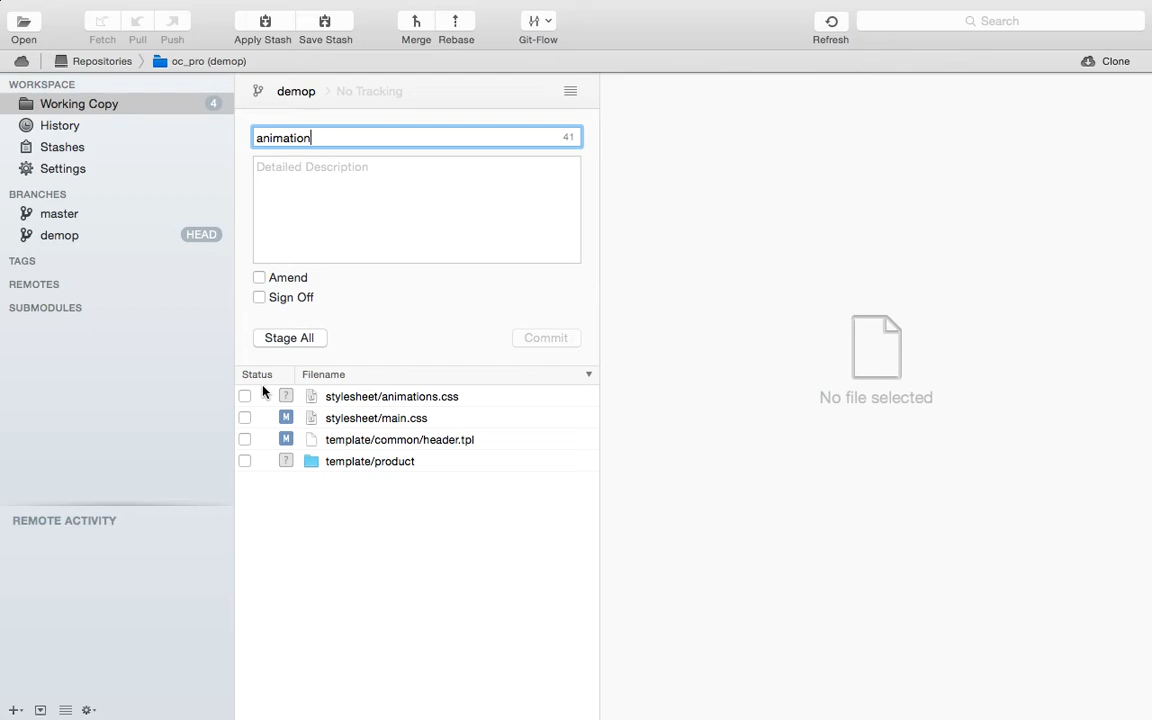 Open Fetch Pull Push Apply Stash Save Stash Merge Rebase Git-Flow Refresh Search
Repositories oc_pro (demop) Clone
WORKSPACE
Working Copy 4
History
Stashes
Settings
BRANCHES
master
demop HEAD
TAGS
REMOTES
SUBMODULES
REMOTE ACTIVITY
demop No Tracking
animation 41
Detailed Description
Amend
Sign Off
Stage All Commit
Status Filename
? stylesheet/animations.css
M stylesheet/main.css
M template/common/header.tpl
? template/product
No file selected